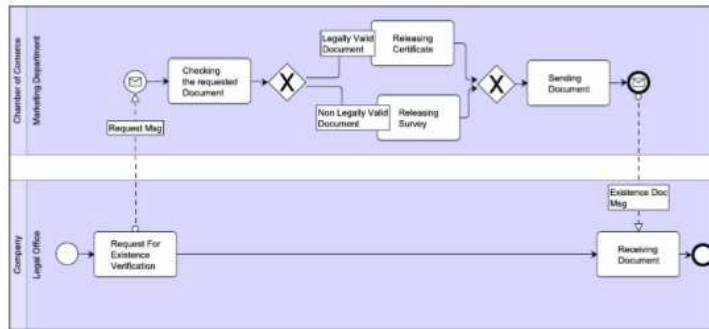 Chamber of Comerce
Marketing Department
Checking
the requested
Document
Legally Valid
Document
Releasing
Certificate
Non Legally Valid
Document
Releasing
Survey
Sending
Document
Request Msg
Existence Doc
Msg
Company
Legal Office
Request For
Existence
Verification
Receiving
Document